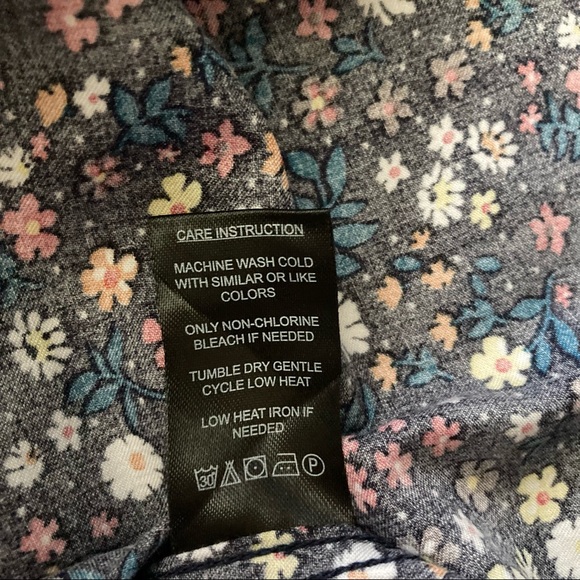 CARE INSTRUCTION
MACHINE WASH COLD
WITH SIMILAR OR LIKE
COLORS
ONLY NON-CHLORINE
BLEACH IF NEEDED
TUMBLE DRY GENTLE
CYCLE LOW HEAT
LOW HEAT IRON IF
NEEDED
30 P